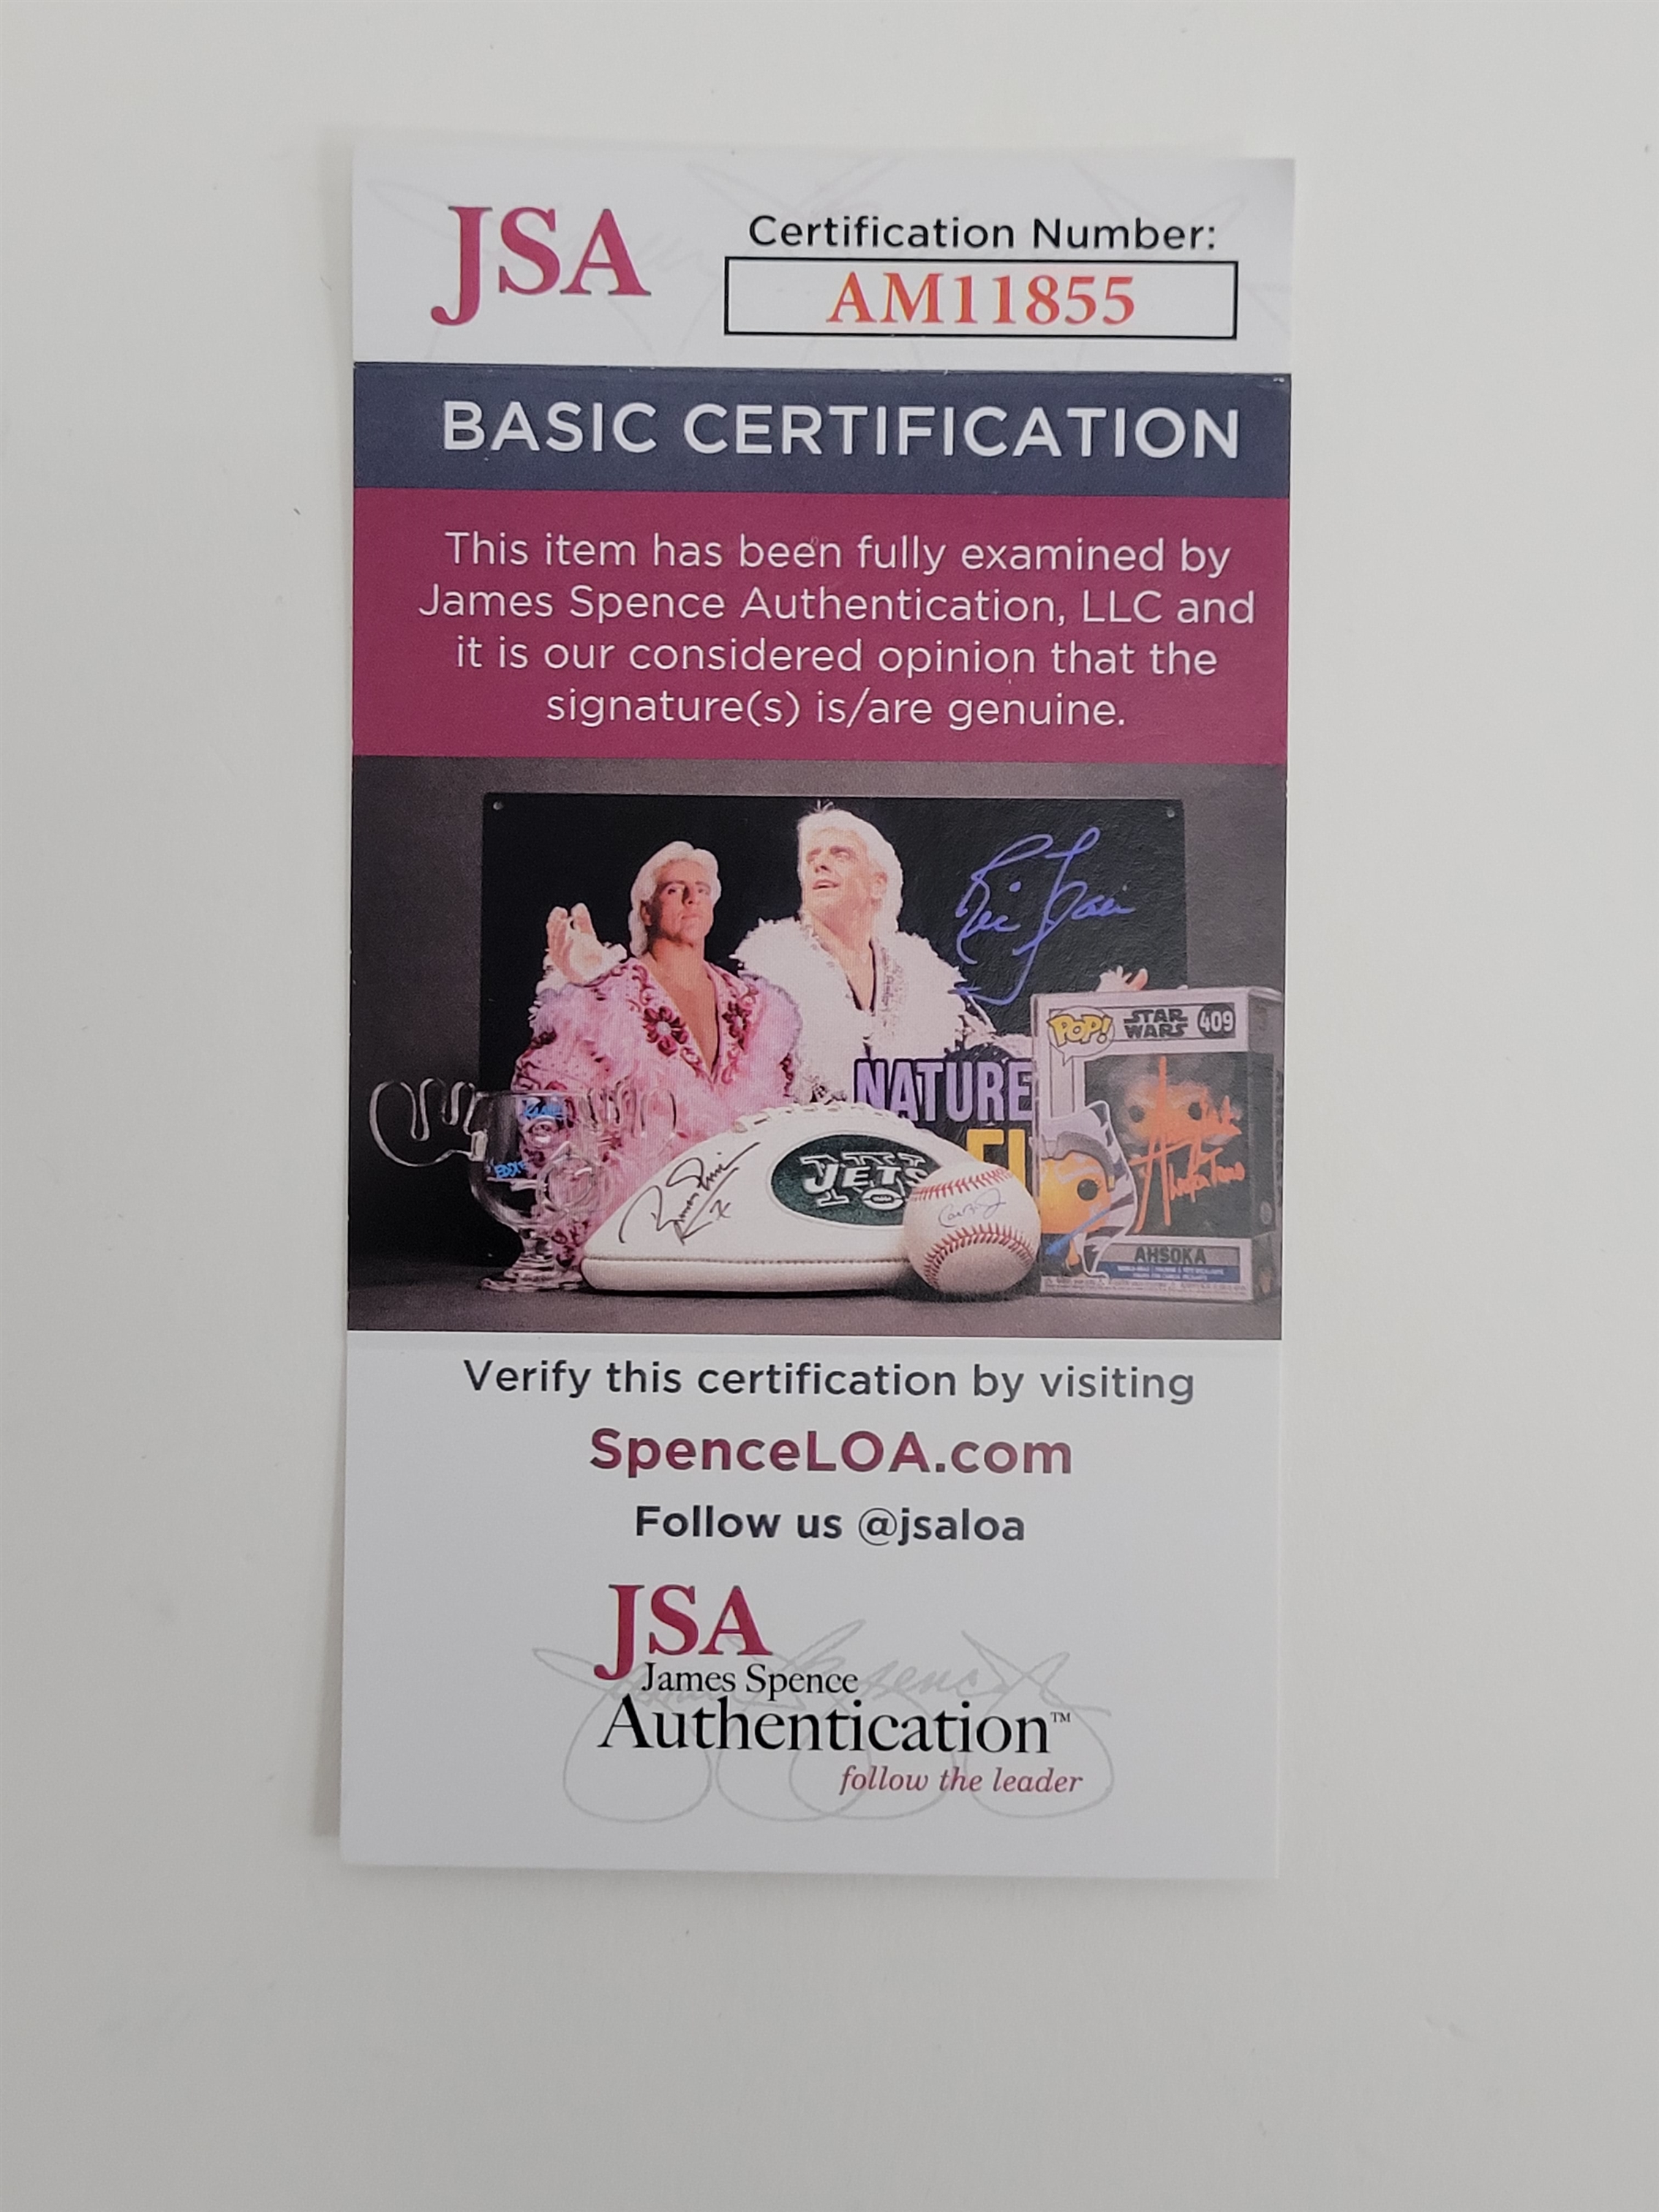 JSA
Certification Number:
AM11855
BASIC CERTIFICATION
This item has been fully examined by
James Spence Authentication, LLC and
it is our considered opinion that the
signature(s) is/are genuine.
Ric Flair
POP! STAR WARS 409
NATURE
JETS
AHSOKA
Verify this certification by visiting
SpenceLOA.com
Follow us @jsaloa
JSA
James Spence
Authentication™
follow the leader